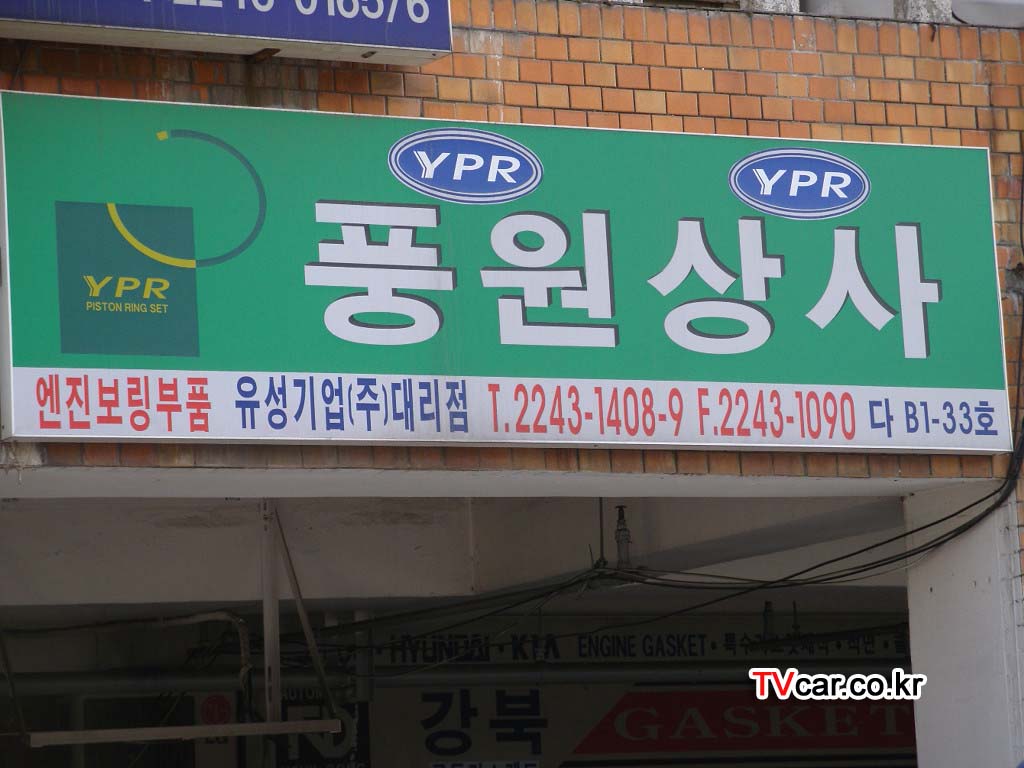 YPR
YPR
풍원상사
YPR
PISTON RING SET
엔진보링부품 유성기업(주)대리점 T.2243-1408-9 F.2243-1090 다 B1-33호
HYUNDAI · KIA ENGINE GASKET ·
TVcar.co.kr
강북
GASKET